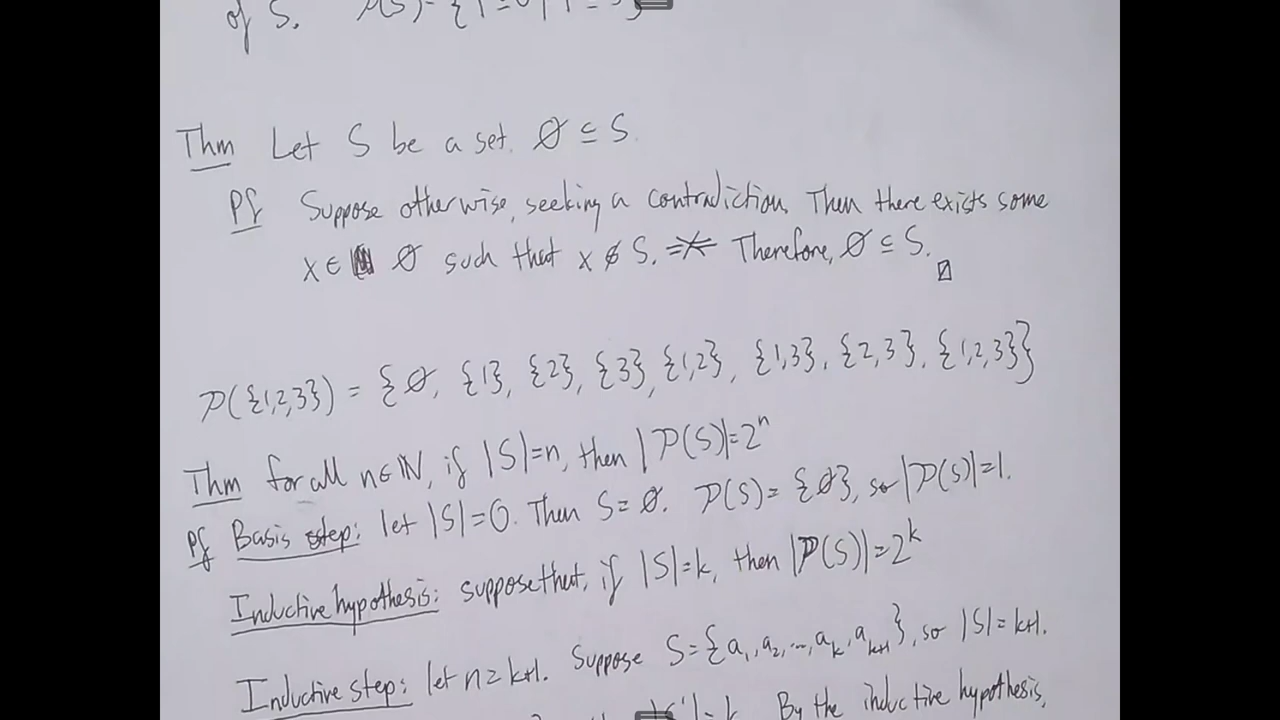 of S. P(S)=
Thm Let S be a set. ∅ ⊆ S.
Pf Suppose otherwise, seeking a contradiction. Then there exists some
x ∈ ∅ such that x ∉ S. ⇒⇐ Therefore, ∅ ⊆ S.
P({1,2,3}) = {∅, {1}, {2}, {3}, {1,2}, {1,3}, {2,3}, {1,2,3}}
Thm for all n∈ℕ, if |S|=n, then |P(S)|=2ⁿ
Pf Basis step: let |S|=0. Then S=∅. P(S)={∅}, so |P(S)|=1.
Inductive hypothesis: suppose that, if |S|=k, then |P(S)|=2ᵏ
Inductive step: let n=k+1. Suppose S={a₁,a₂,...,aₖ,aₖ₊₁}, so |S|=k+1.
By the inductive hypothesis,